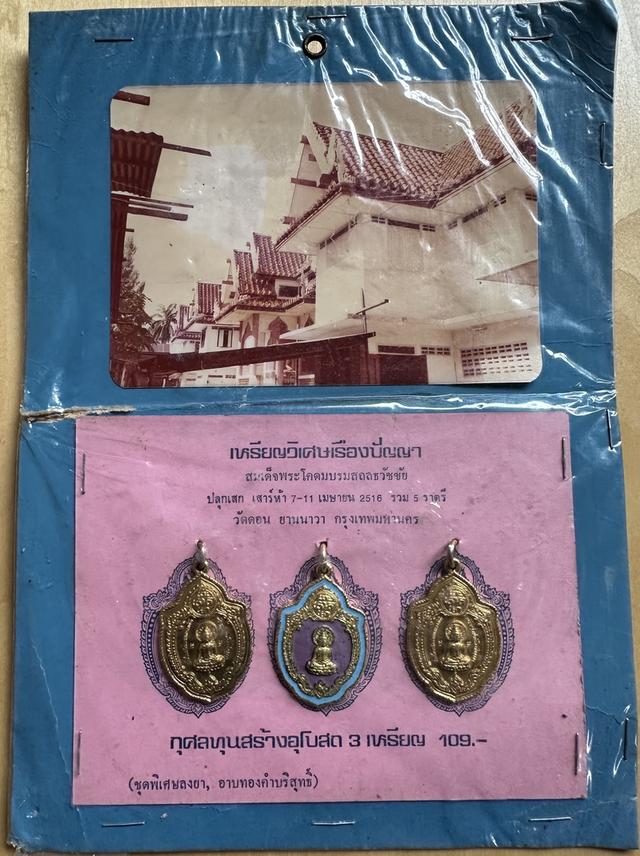 เหรียญวิเศษเรืองปัญญา
สมเด็จพระโคดมบรมสถลธวัชชัย
ปลุกเสก เสาร์ห้า 7-11 เมษายน 2516 รวม 5 ราตรี
วัดดอน ยานนาวา กรุงเทพมหานคร
กุศลทุนสร้างอุโบสถ 3 เหรียญ 109.-
(ชุดพิเศษลงยา, อาบทองคำบริสุทธิ์)